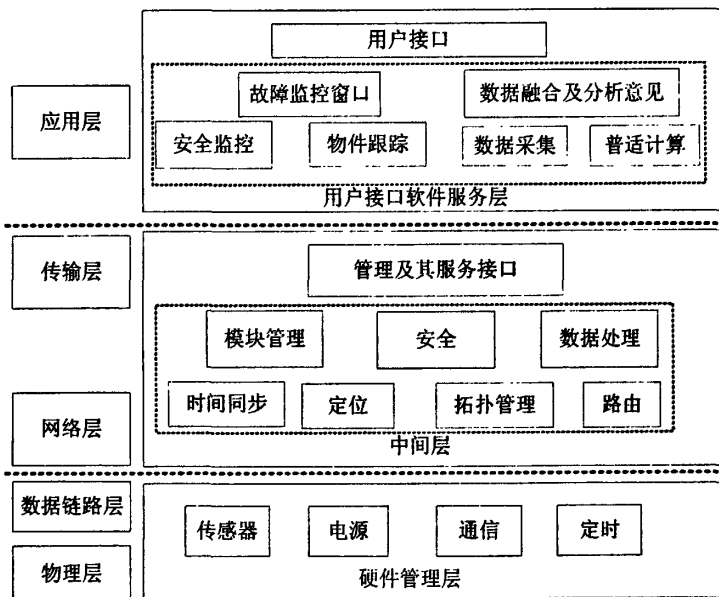 用户接口
故障监控窗口
数据融合及分析意见
应用层
安全监控
物件跟踪
数据采集
普适计算
用户接口软件服务层
传输层
管理及其服务接口
模块管理
安全
数据处理
时间同步
定位
拓扑管理
路由
网络层
中间层
数据链路层
传感器
电源
通信
定时
物理层
硬件管理层